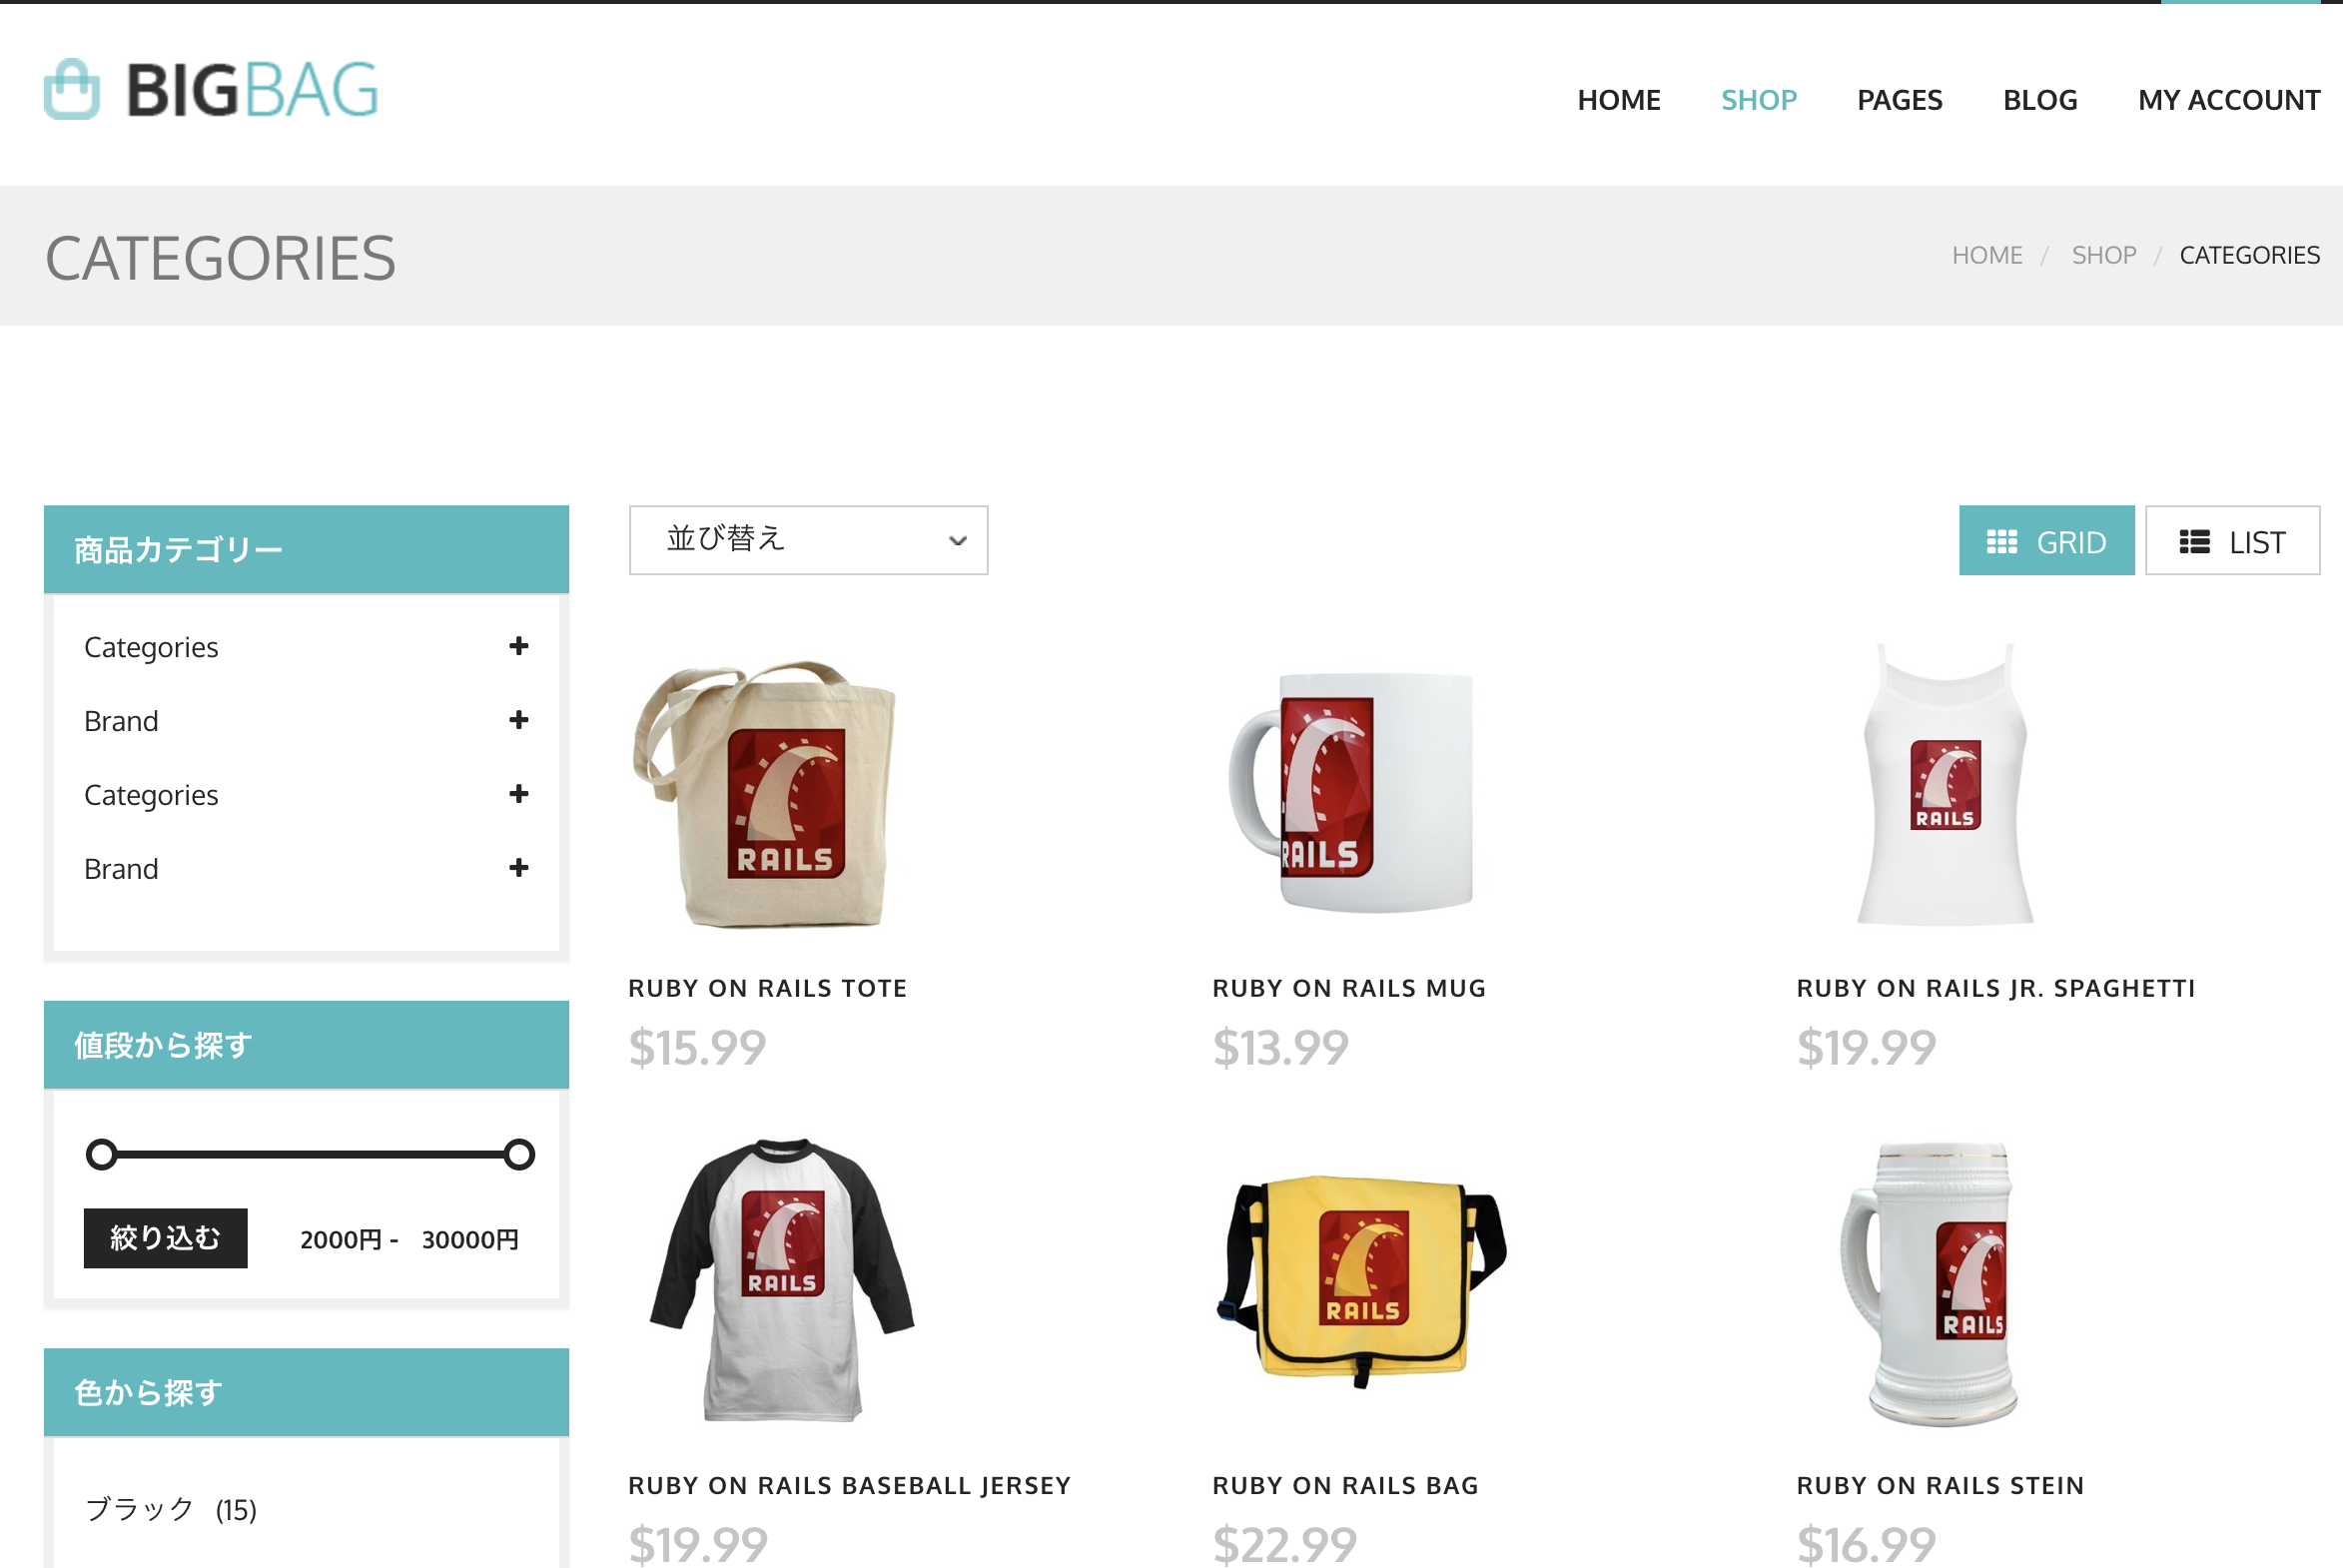 BIGBAG
HOME SHOP PAGES BLOG MY ACCOUNT
CATEGORIES
HOME / SHOP / CATEGORIES
商品カテゴリー
Categories
Brand
Categories
Brand
値段から探す
絞り込む 2000円 - 30000円
色から探す
ブラック (15)
並び替え
GRID LIST
RAILS
RAILS
RAILS
RUBY ON RAILS TOTE
$15.99
RUBY ON RAILS MUG
$13.99
RUBY ON RAILS JR. SPAGHETTI
$19.99
RAILS
RAILS
RAILS
RUBY ON RAILS BASEBALL JERSEY
$19.99
RUBY ON RAILS BAG
$22.99
RUBY ON RAILS STEIN
$16.99